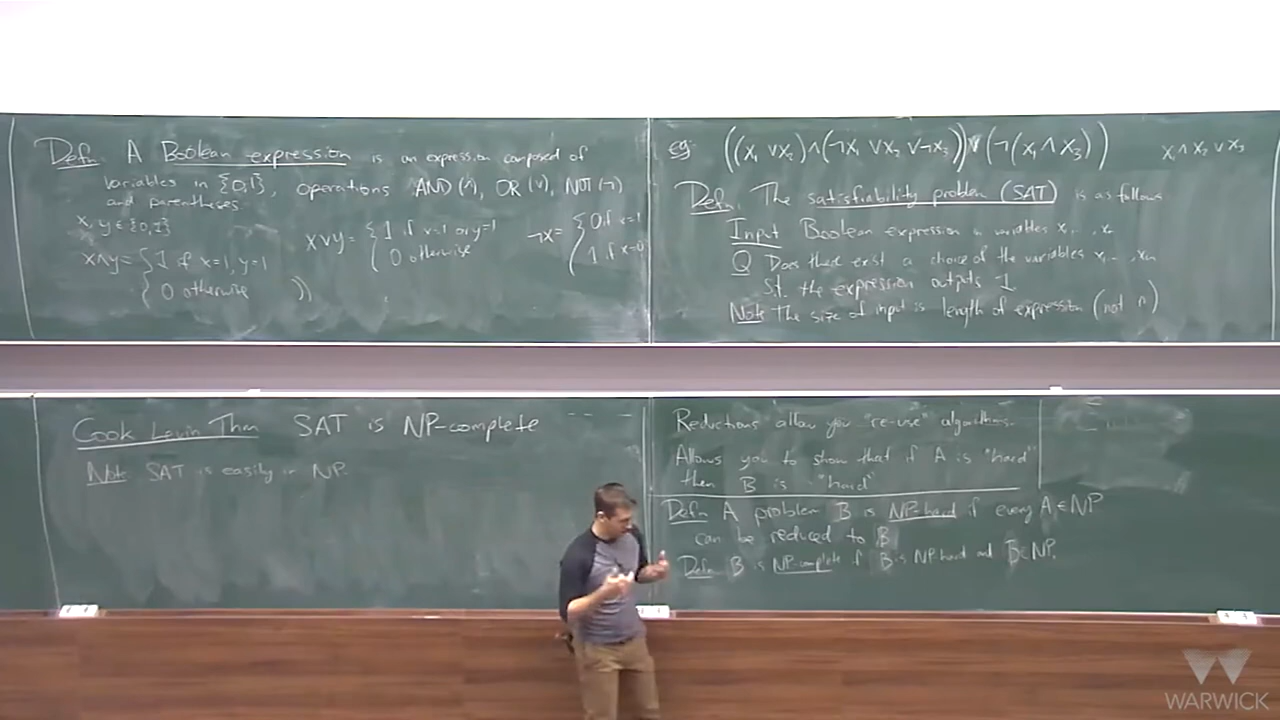 Defn A Boolean expression is an expression composed of
variables in {0,1}, operations AND (∧), OR (∨), NOT (¬)
and parentheses.
x, y ∈ {0,1}
x∧y = { 1 if x=1, y=1
{ 0 otherwise
x∨y = { 1 if x=1 or y=1
{ 0 otherwise
¬x = { 0 if x=1
{ 1 if x=0
eg. ((x₁ ∨x₂)∧(¬x₁ ∨x₂ ∨¬x₃))∨(¬(x₁ ∧ x₃))
x₁∧x₂ ∨ x₃
Defn. The satisfiability problem (SAT) is as follows
Input Boolean expression in variables x₁ ... xₙ
Q Does there exist a choice of the variables x₁... , xₙ
s.t. the expression outputs 1.
Note The size of input is length of expression (not n)
Cook Levin Thm SAT is NP-complete
Note SAT is easily in NP.
Reductions allow you "re-use" algorithms.
Allows you to show that if A is "hard"
then B is "hard"
Defn A problem B is NP-hard if every A ∈ NP
can be reduced to B
Defn B is NP-complete if B is NP-hard and B ∈ NP.
WARWICK